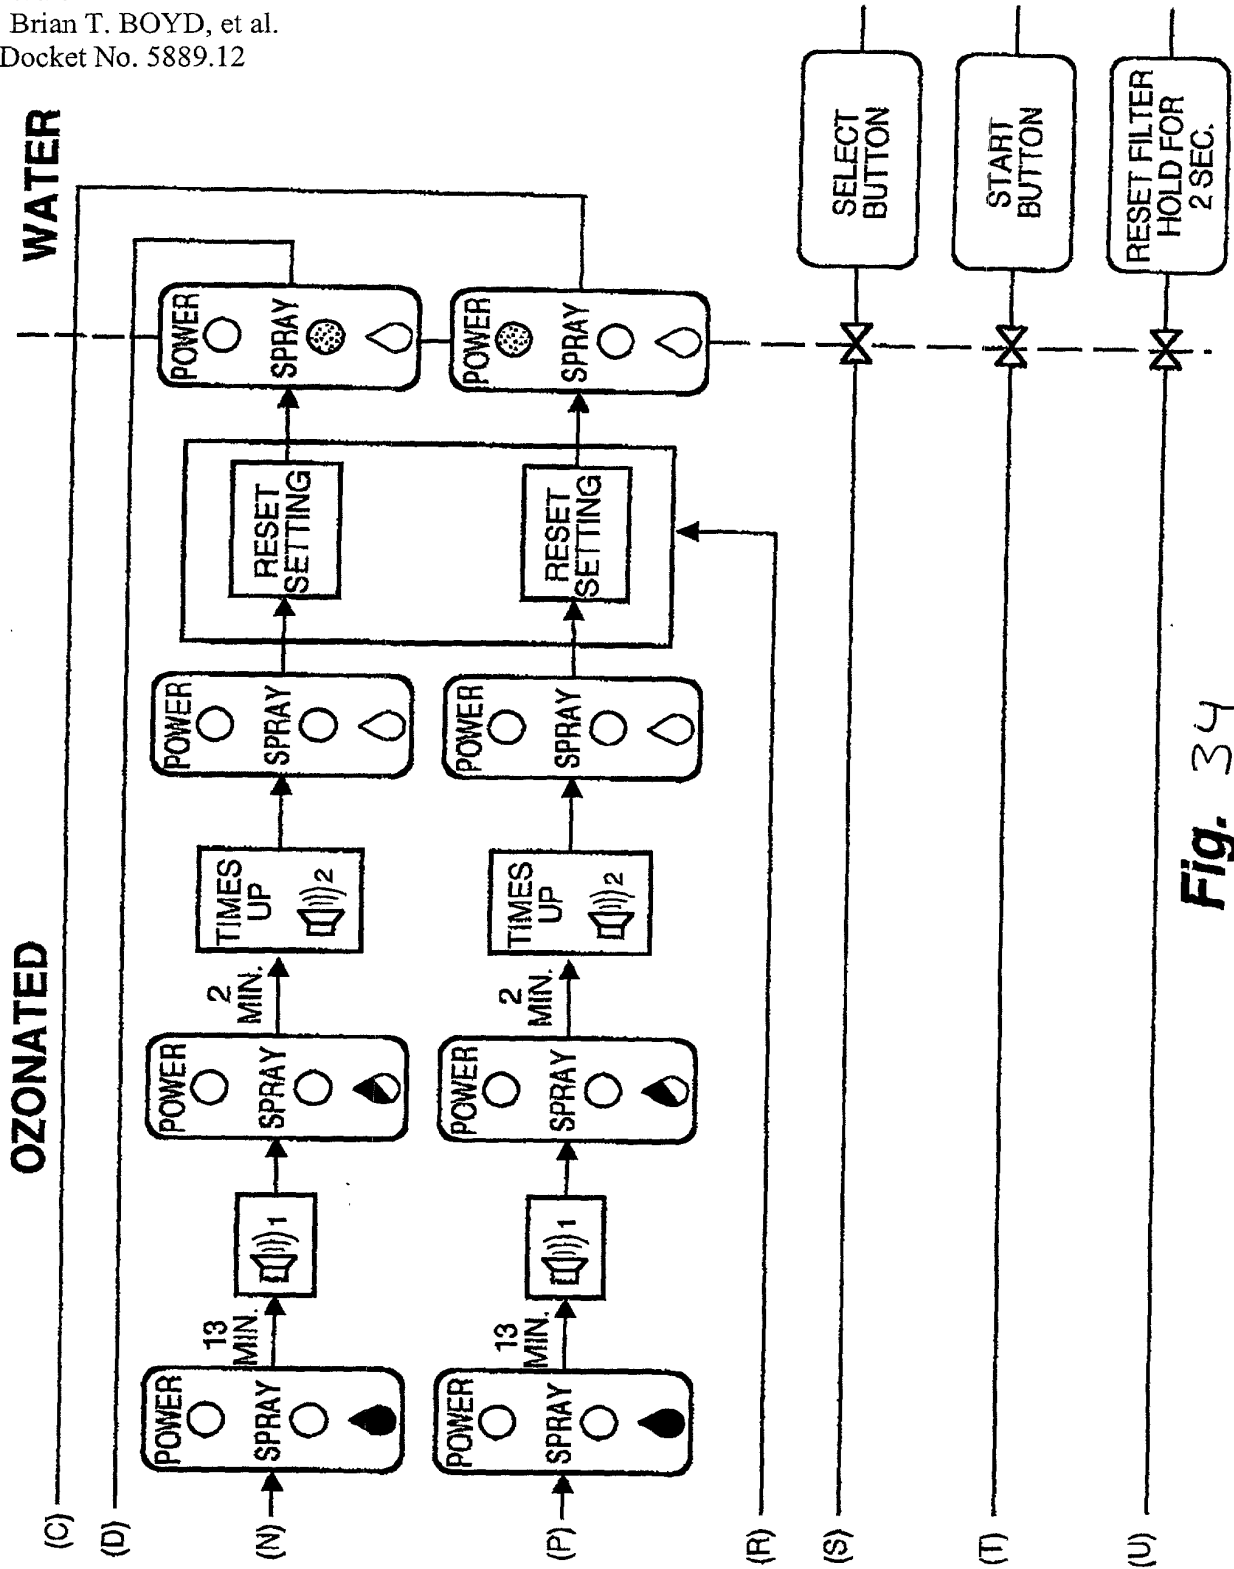 Brian T. BOYD, et al.
Docket No. 5889.12
OZONATED
WATER
(C)
(D)
(N)
POWER
SPRAY
13
MIN.
1
POWER
SPRAY
2
MIN.
TIMES
UP
2
POWER
SPRAY
RESET
SETTING
POWER
SPRAY
(P)
POWER
SPRAY
13
MIN.
1
POWER
SPRAY
2
MIN.
TIMES
UP
2
POWER
SPRAY
RESET
SETTING
POWER
SPRAY
(R)
(S)
SELECT
BUTTON
(T)
START
BUTTON
(U)
RESET FILTER
HOLD FOR
2 SEC.
Fig. 34